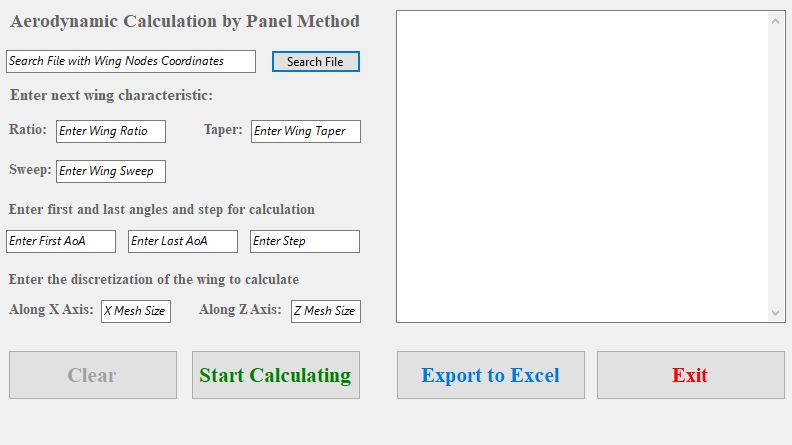 Aerodynamic Calculation by Panel Method
Search File with Wing Nodes Coordinates
Search File
Enter next wing characteristic:
Ratio: Enter Wing Ratio Taper: Enter Wing Taper
Sweep: Enter Wing Sweep
Enter first and last angles and step for calculation
Enter First AoA Enter Last AoA Enter Step
Enter the discretization of the wing to calculate
Along X Axis: X Mesh Size Along Z Axis: Z Mesh Size
Clear Start Calculating Export to Excel Exit